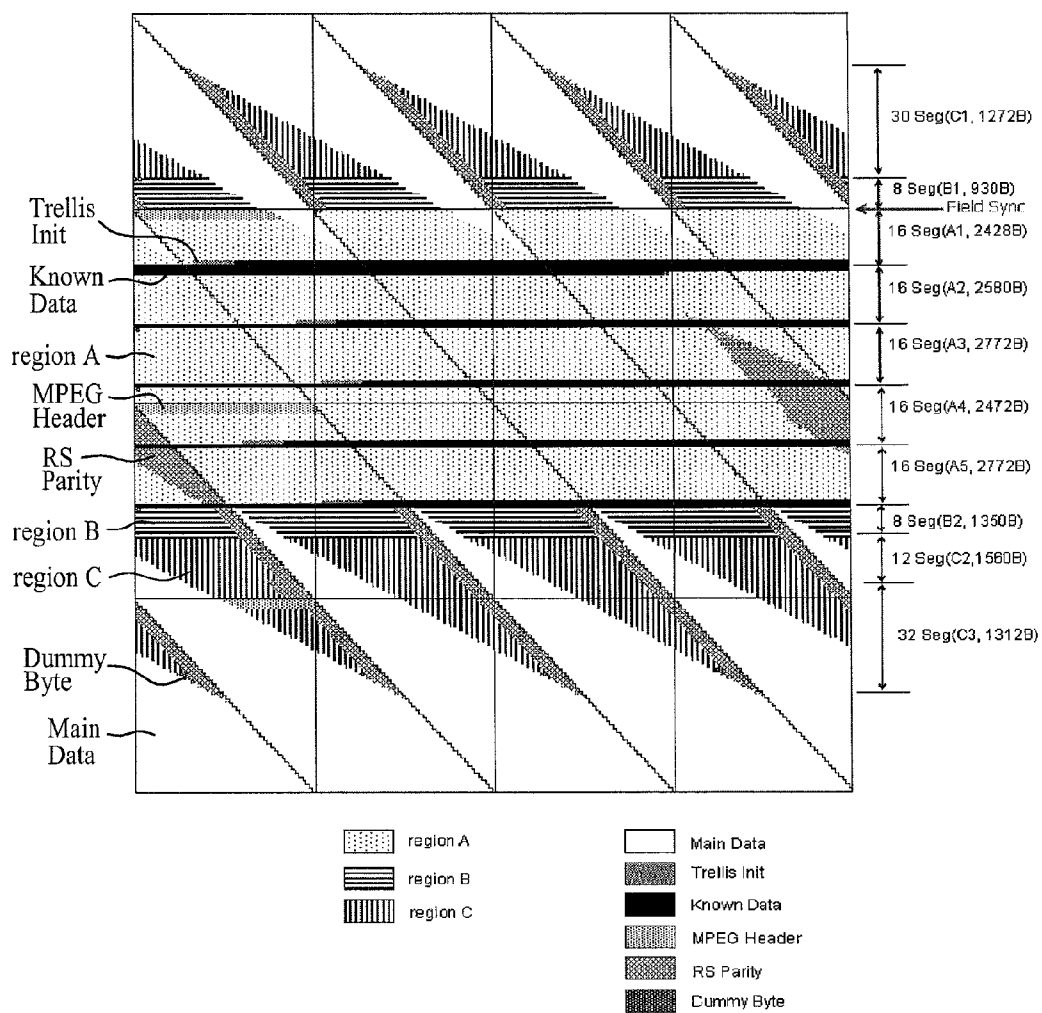 30 Seg(C1, 1272B)
8 Seg(B1, 930B)
Field Sync
16 Seg(A1, 2428B)
16 Seg(A2, 2580B)
16 Seg(A3, 2772B)
16 Seg(A4, 2472B)
16 Seg(A5, 2772B)
8 Seg(B2, 1350B)
12 Seg(C2,1560B)
32 Seg(C3, 1312B)
Trellis
Init
Known
Data
region A
MPEG
Header
RS
Parity
region B
region C
Dummy
Byte
Main
Data
region A
region B
region C
Main Data
Trellis Init
Known Data
MPEG Header
RS Parity
Dummy Byte